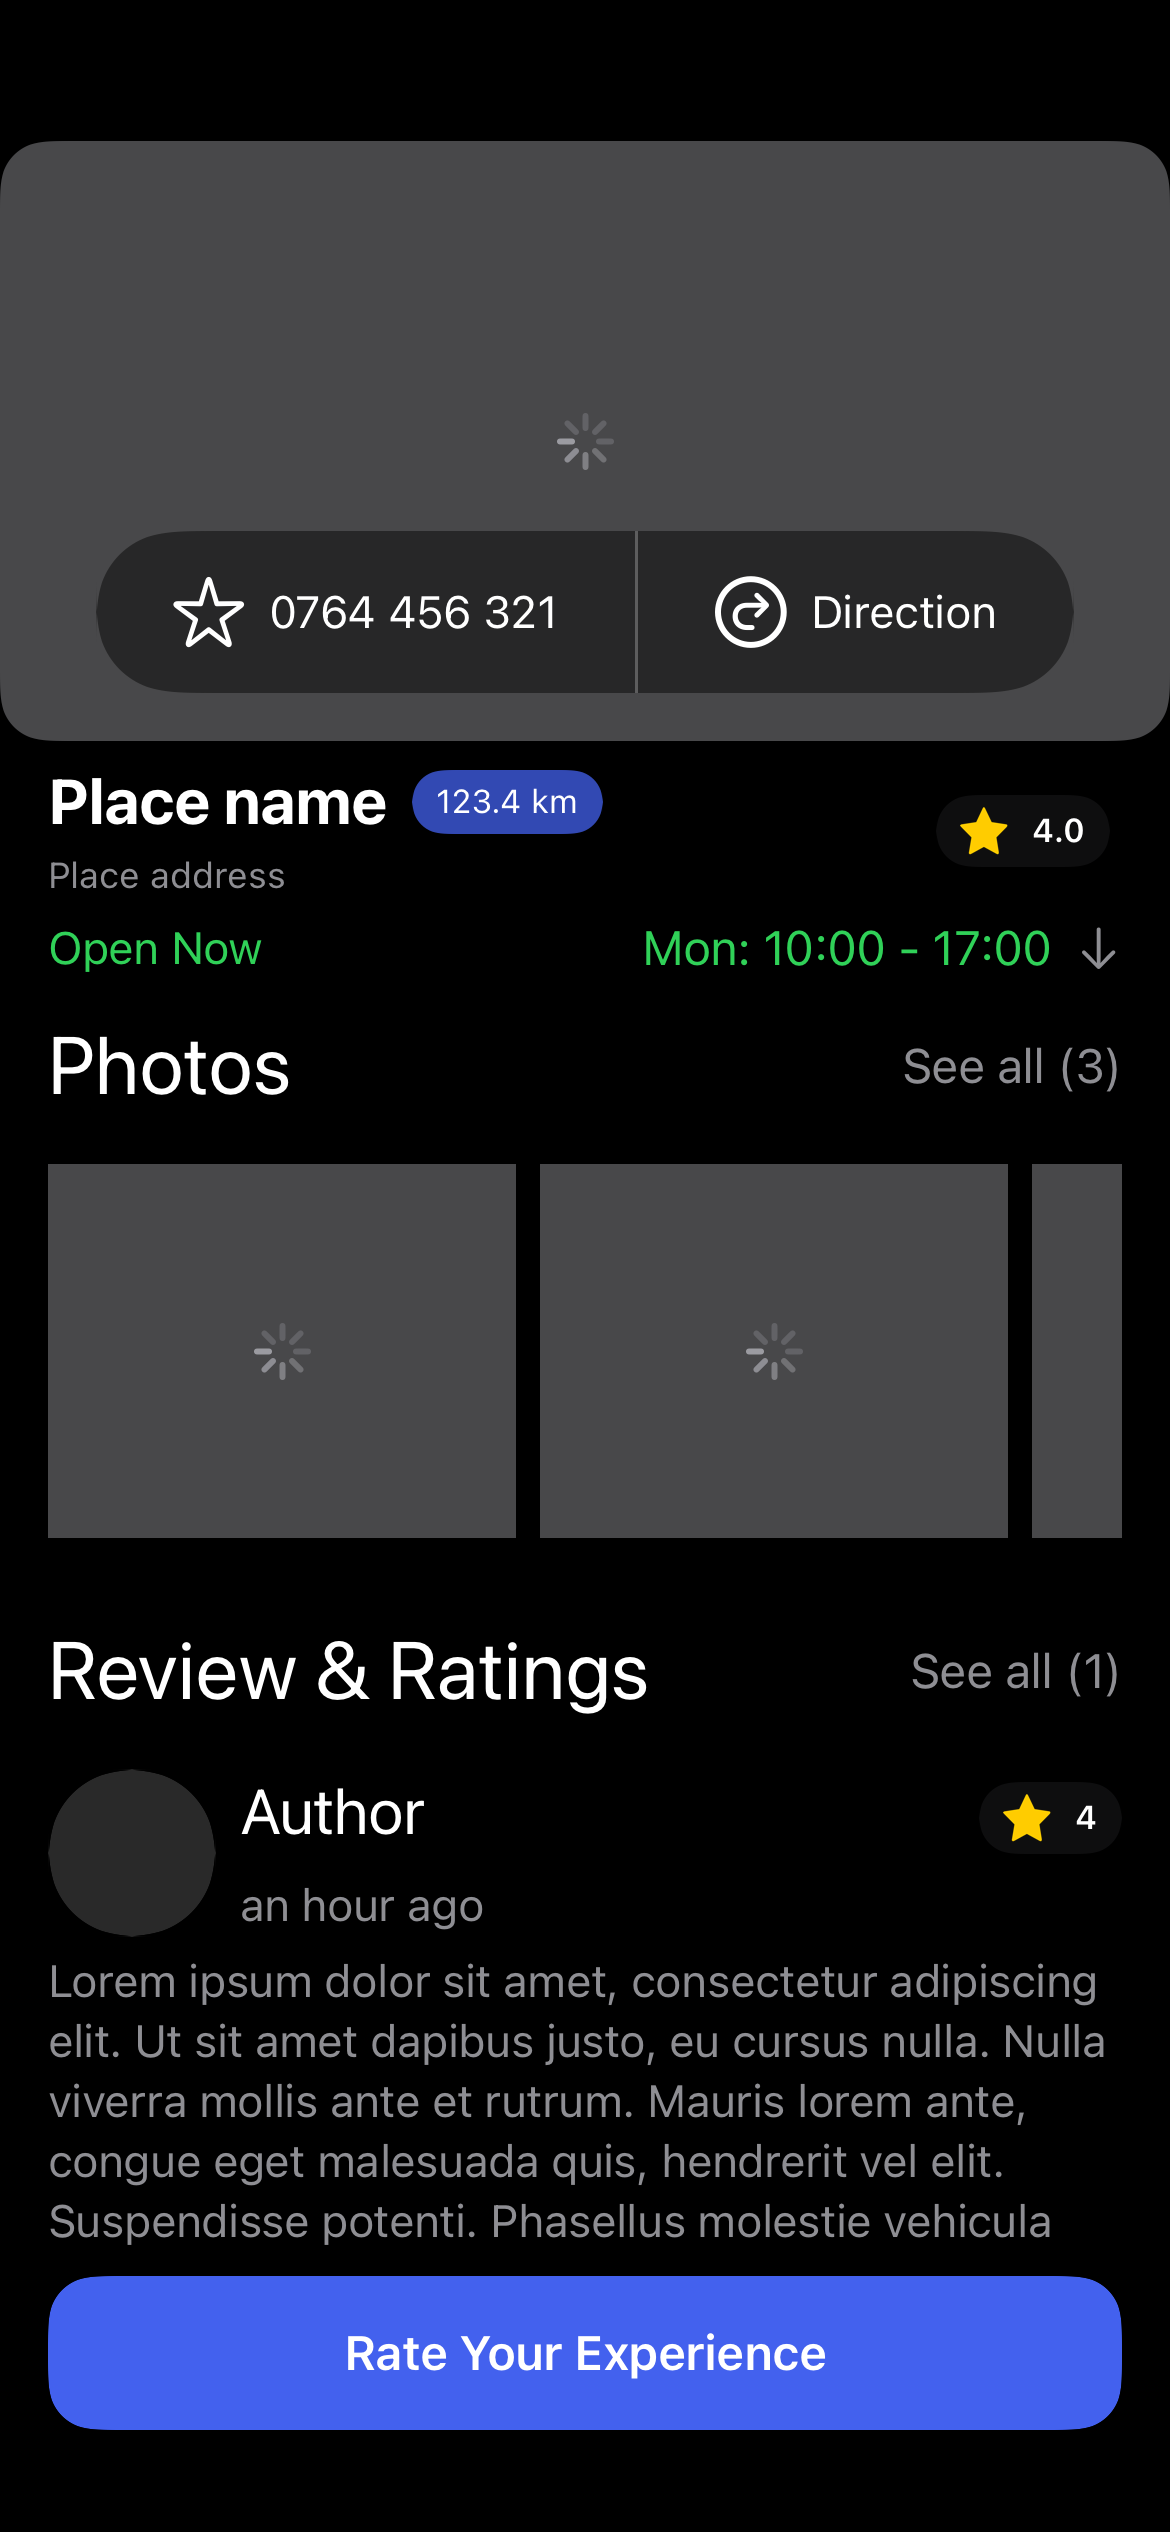 0764 456 321
Direction
Place name
123.4 km
4.0
Place address
Open Now
Mon: 10:00 - 17:00
Photos
See all (3)
Review & Ratings
See all (1)
Author
4
an hour ago
Lorem ipsum dolor sit amet, consectetur adipiscing
elit. Ut sit amet dapibus justo, eu cursus nulla. Nulla
viverra mollis ante et rutrum. Mauris lorem ante,
congue eget malesuada quis, hendrerit vel elit.
Suspendisse potenti. Phasellus molestie vehicula
Rate Your Experience